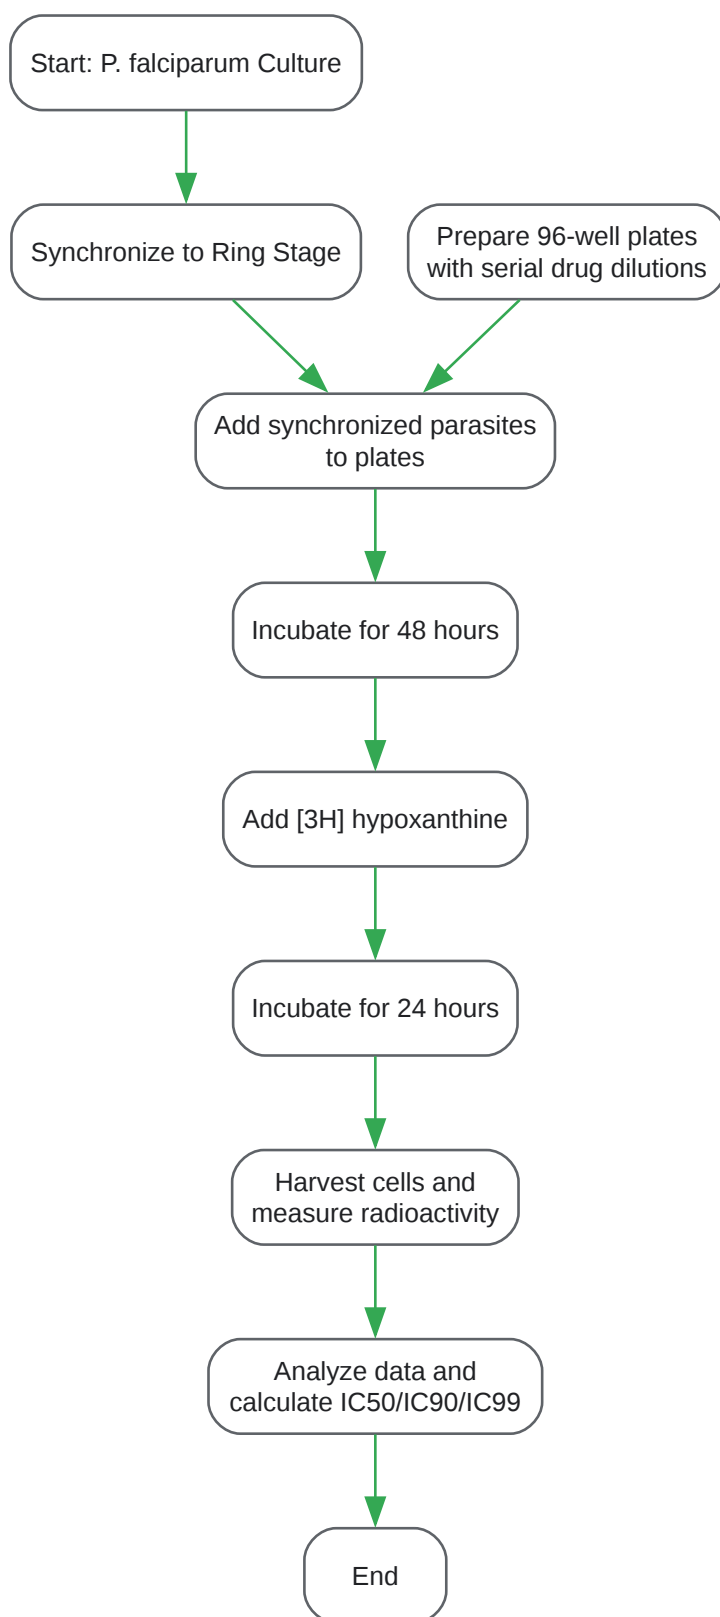 Start: P. falciparum Culture
Synchronize to Ring Stage
Prepare 96-well plates
with serial drug dilutions
Add synchronized parasites
to plates
Incubate for 48 hours
Add [3H] hypoxanthine
Incubate for 24 hours
Harvest cells and
measure radioactivity
Analyze data and
calculate IC50/IC90/IC99
End